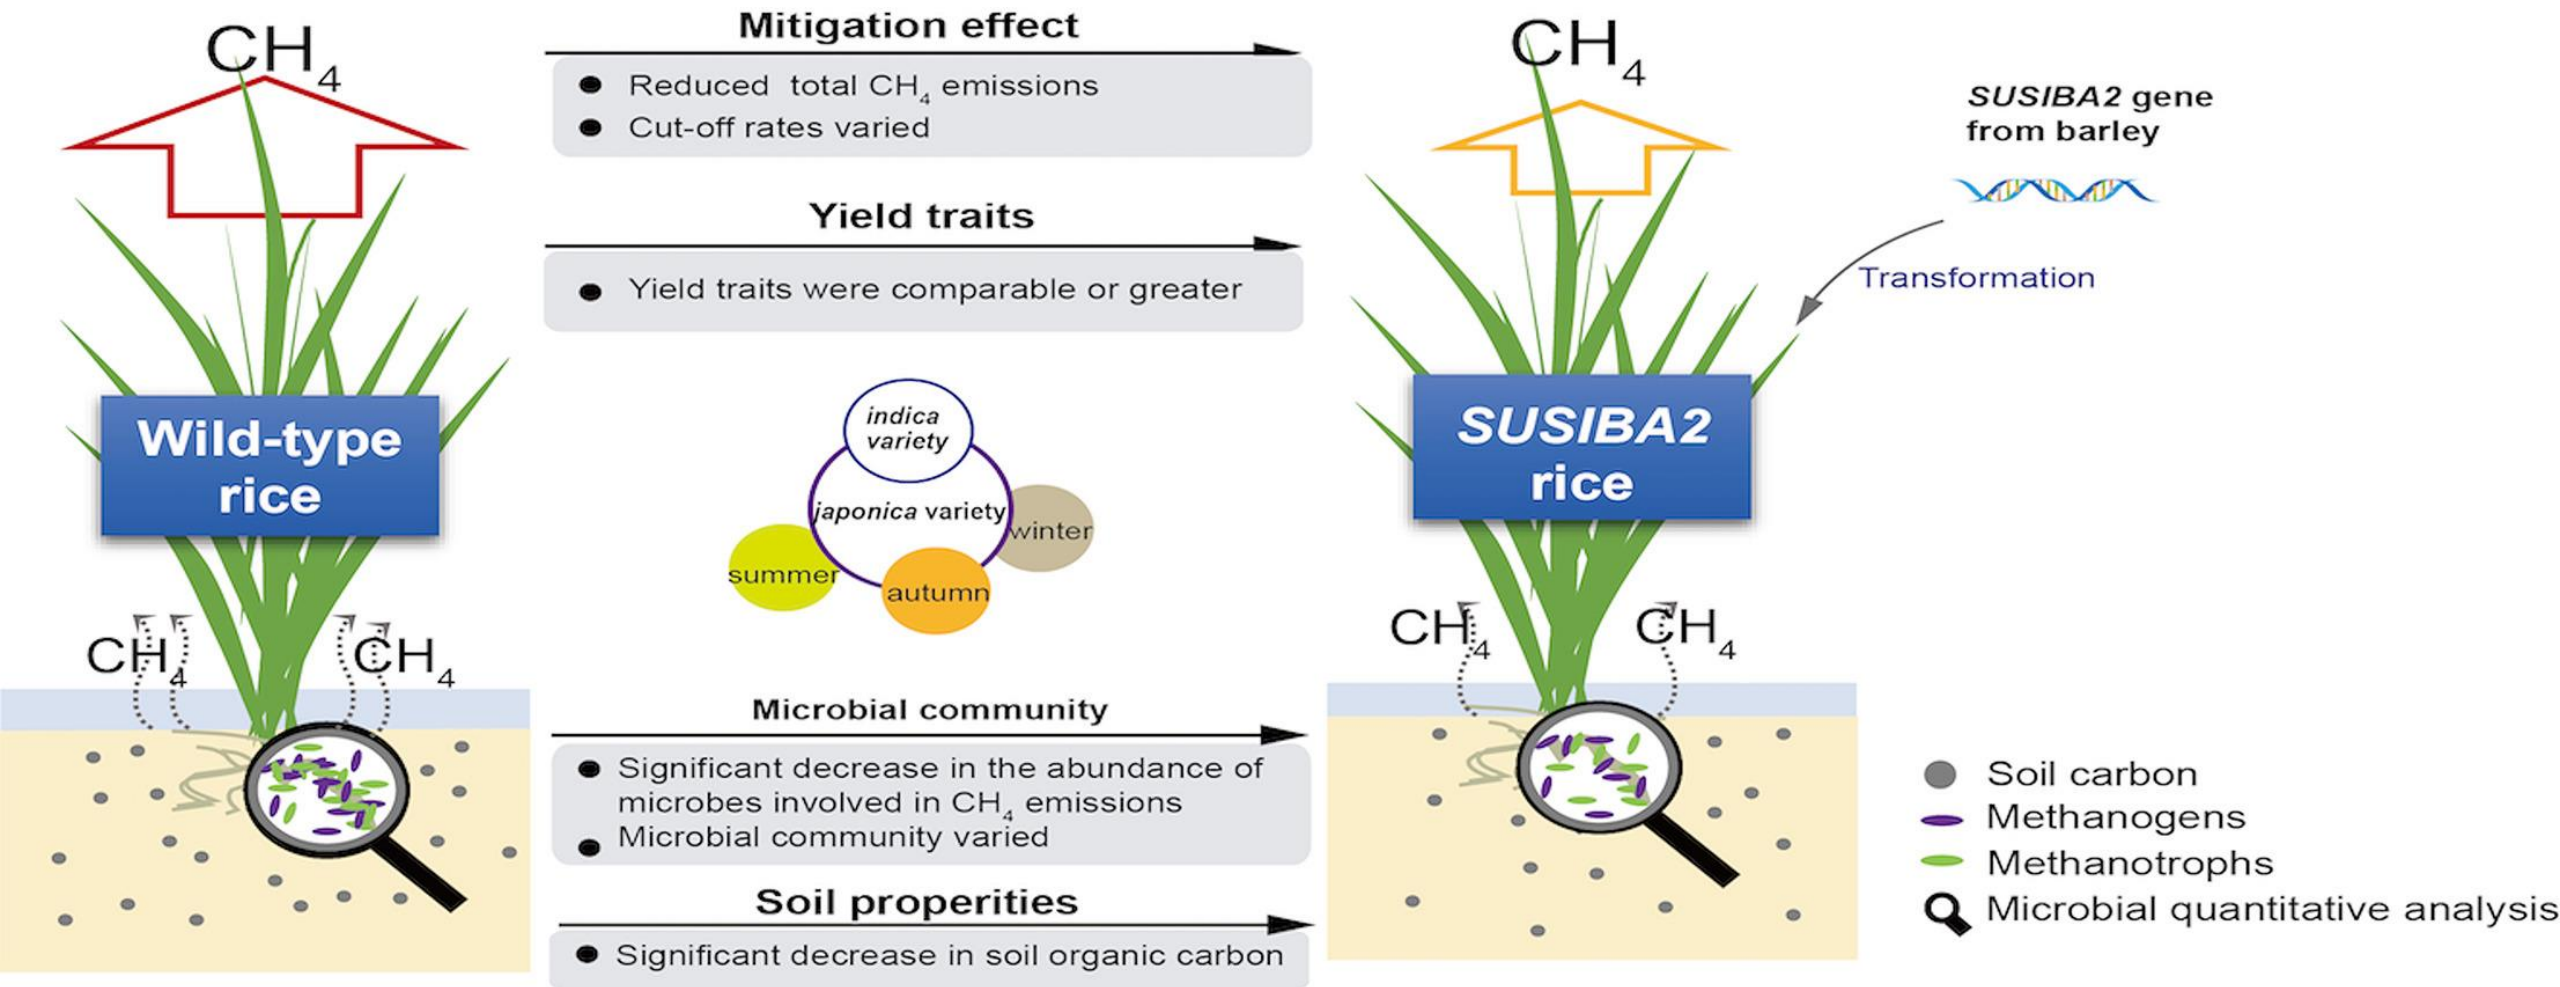 CH4
Mitigation effect
Reduced total CH4 emissions
Cut-off rates varied
Yield traits
Yield traits were comparable or greater
CH4
SUSIBA2 gene
from barley
Transformation
Wild-type
rice
indica
variety
japonica variety
summer
autumn
winter
SUSIBA2
rice
CH4
CH4
CH4
CH4
Microbial community
Significant decrease in the abundance of
microbes involved in CH4 emissions
Microbial community varied
Soil properities
Significant decrease in soil organic carbon
Soil carbon
Methanogens
Methanotrophs
Microbial quantitative analysis